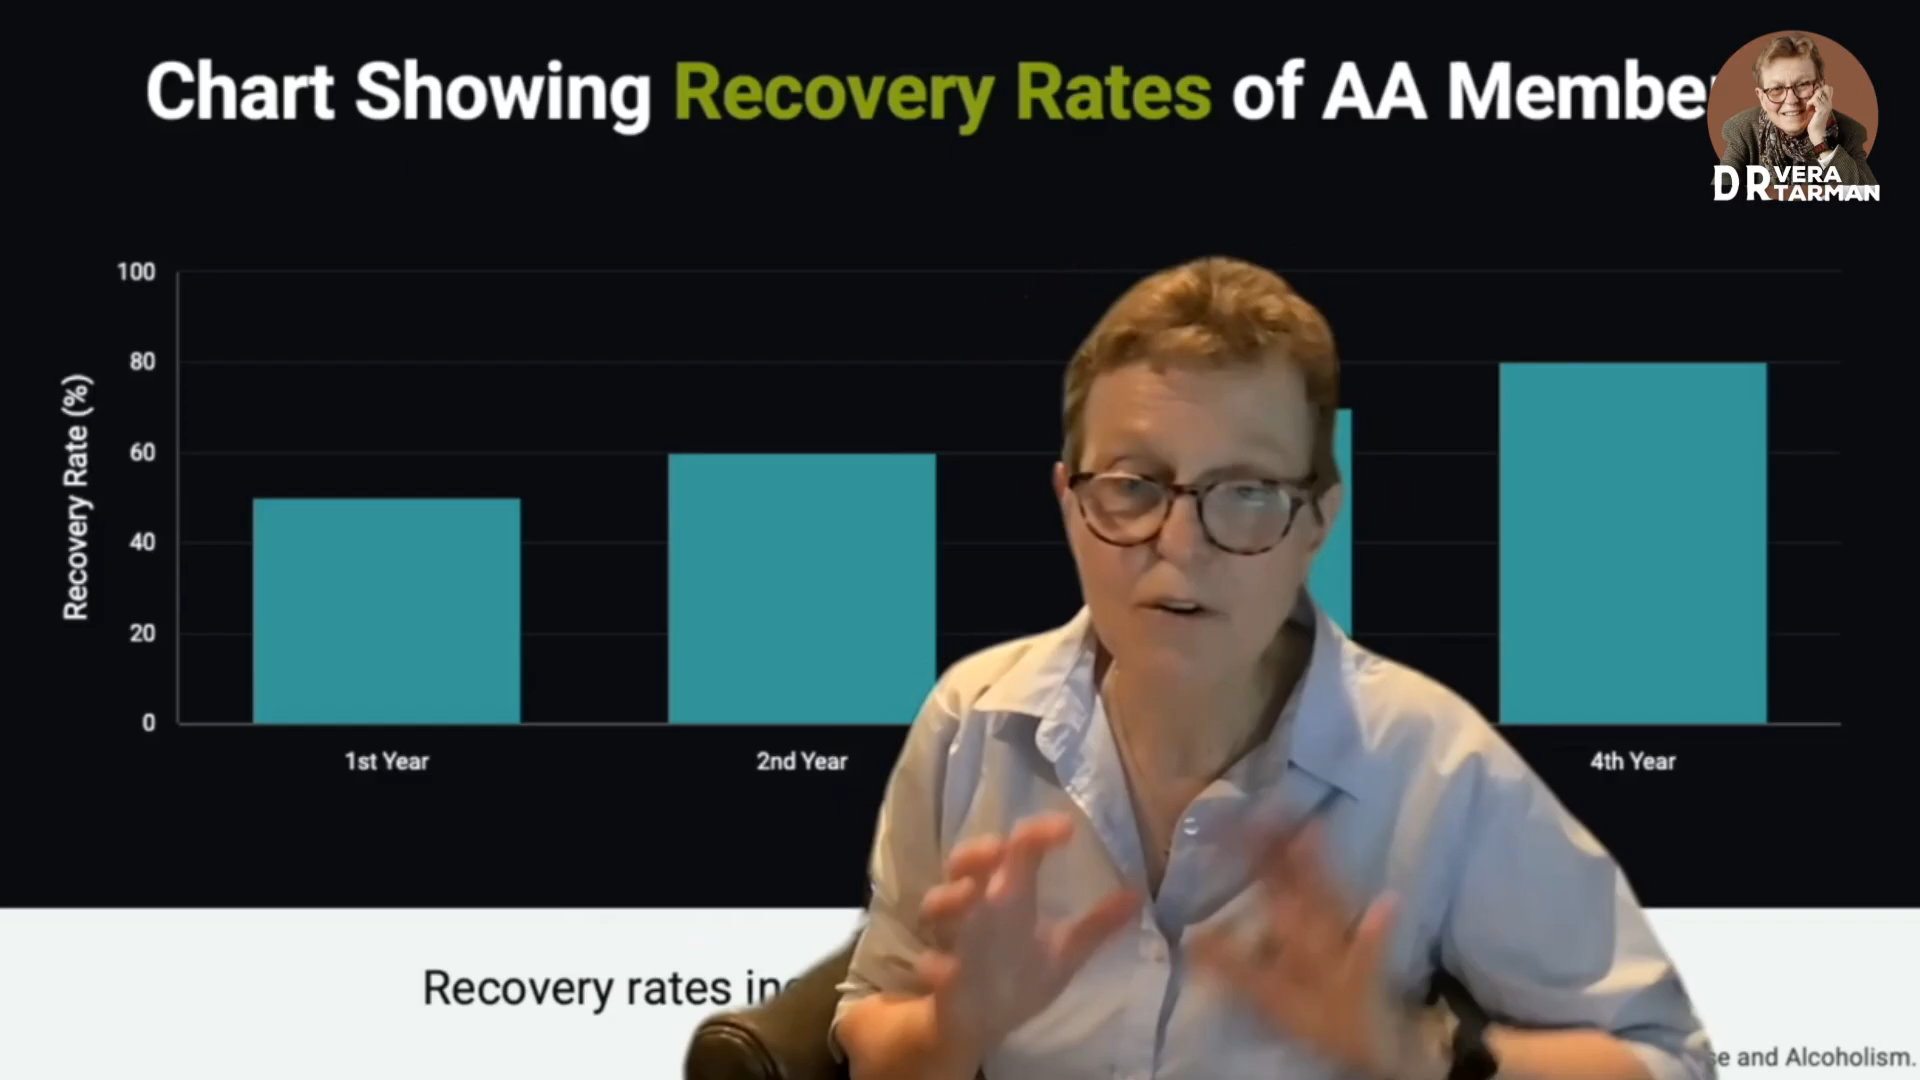 Chart Showing Recovery Rates of AA Membe
DR VERA TARMAN
100
80
60
40
20
0
Recovery Rate (%)
1st Year
2nd Year
4th Year
Recovery rates
and Alcoholism.